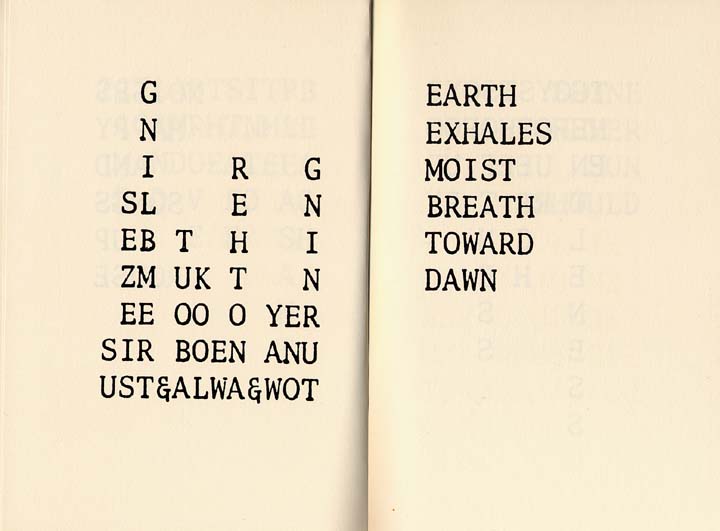 G
N
I R G
SL E N
EB T H I
ZM UK T N
EE OO O YER
SIR BOEN ANU
UST&ALWA&WOT
EARTH
EXHALES
MOIST
BREATH
TOWARD
DAWN